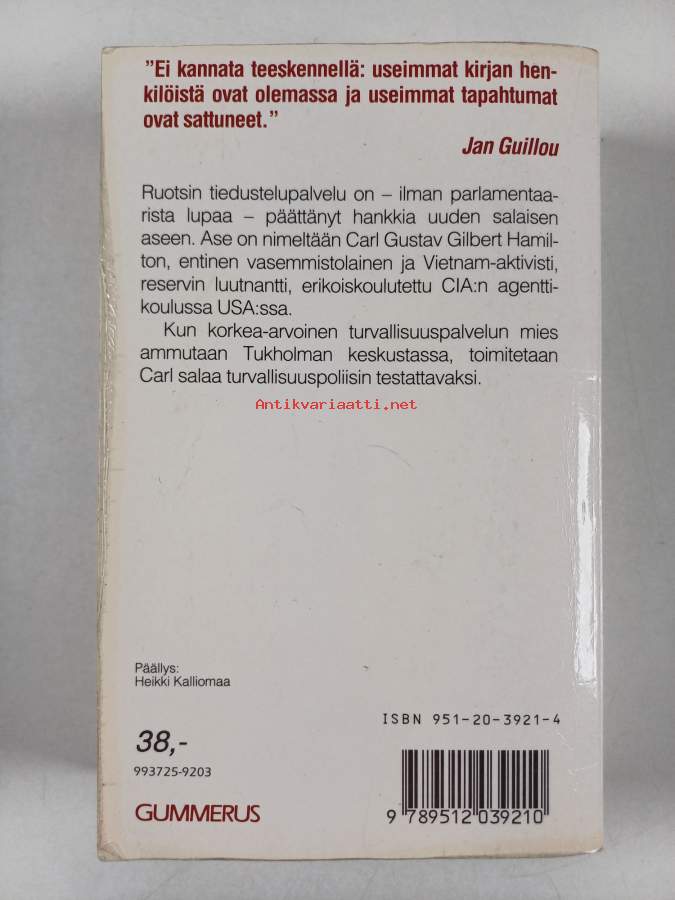 "Ei kannata teeskennellä: useimmat kirjan hen-
kilöistä ovat olemassa ja useimmat tapahtumat
ovat sattuneet."
Jan Guillou
Ruotsin tiedustelupalvelu on – ilman parlamentaa-
rista lupaa – päättänyt hankkia uuden salaisen
aseen. Ase on nimeltään Carl Gustav Gilbert Hamil-
ton, entinen vasemmistolainen ja Vietnam-aktivisti,
reservin luutnantti, erikoiskoulutettu CIA:n agentti-
koulussa USA:ssa.
Kun korkea-arvoinen turvallisuuspalvelun mies
ammutaan Tukholman keskustassa, toimitetaan
Carl salaa turvallisuuspoliisin testattavaksi.
Antikvariaatti.net
Päällys:
Heikki Kalliomaa
ISBN 951-20-3921-4
38,-
993725-9203
GUMMERUS
9 789512 039210